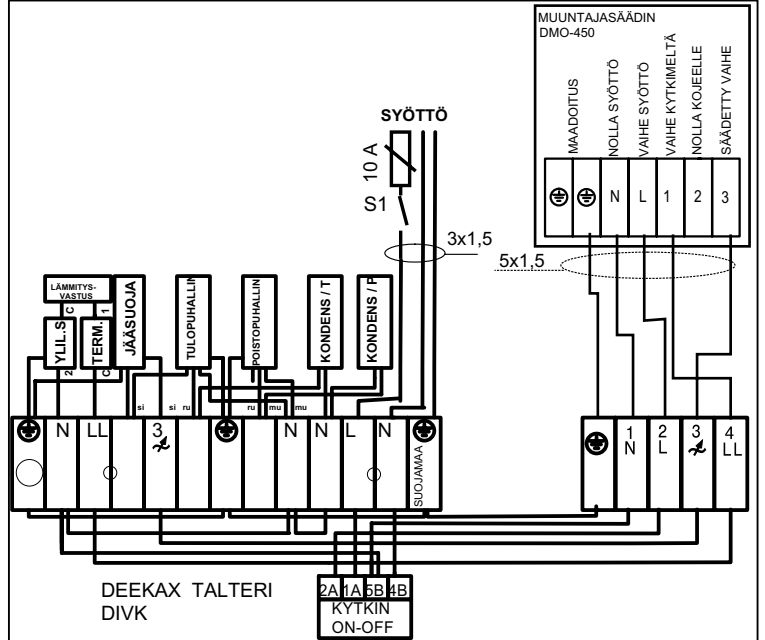 MUUNTAJASÄÄDIN
DMO-450
MAADOITUS
NOLLA SYÖTTÖ
VAIHE SYÖTTÖ
VAIHE KYTKIMELTÄ
NOLLA KOJEELLE
SÄÄDETTY VAIHE
N L 1 2 3
SYÖTTÖ
10 A
S1
3x1,5
5x1,5
LÄMMITYS-
VASTUS
C 1
YLIL.S
TERM.
JÄÄSUOJA
TULOPUHALLIN
POISTOPUHALLIN
KONDENS / T
KONDENS / P
2 C
si si ru ru mu mu
N LL 3 N N L N
SUOJAMAA
1 2 3 4
N L LL
2A 1A 5B 4B
KYTKIN
ON-OFF
DEEKAX TALTERI
DIVK